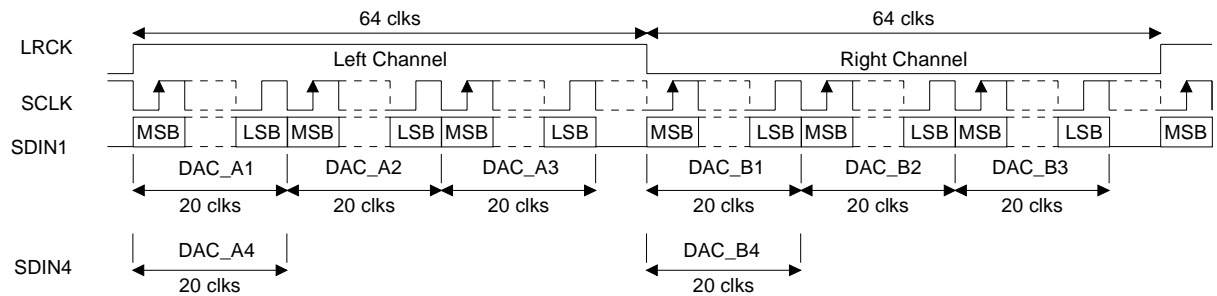 64 clks 64 clks
LRCK Left Channel Right Channel
SCLK
SDIN1 MSB LSB MSB LSB MSB LSB MSB LSB MSB LSB MSB LSB MSB
DAC_A1 DAC_A2 DAC_A3 DAC_B1 DAC_B2 DAC_B3
20 clks 20 clks 20 clks 20 clks 20 clks 20 clks
DAC_A4 DAC_B4
SDIN4
20 clks 20 clks